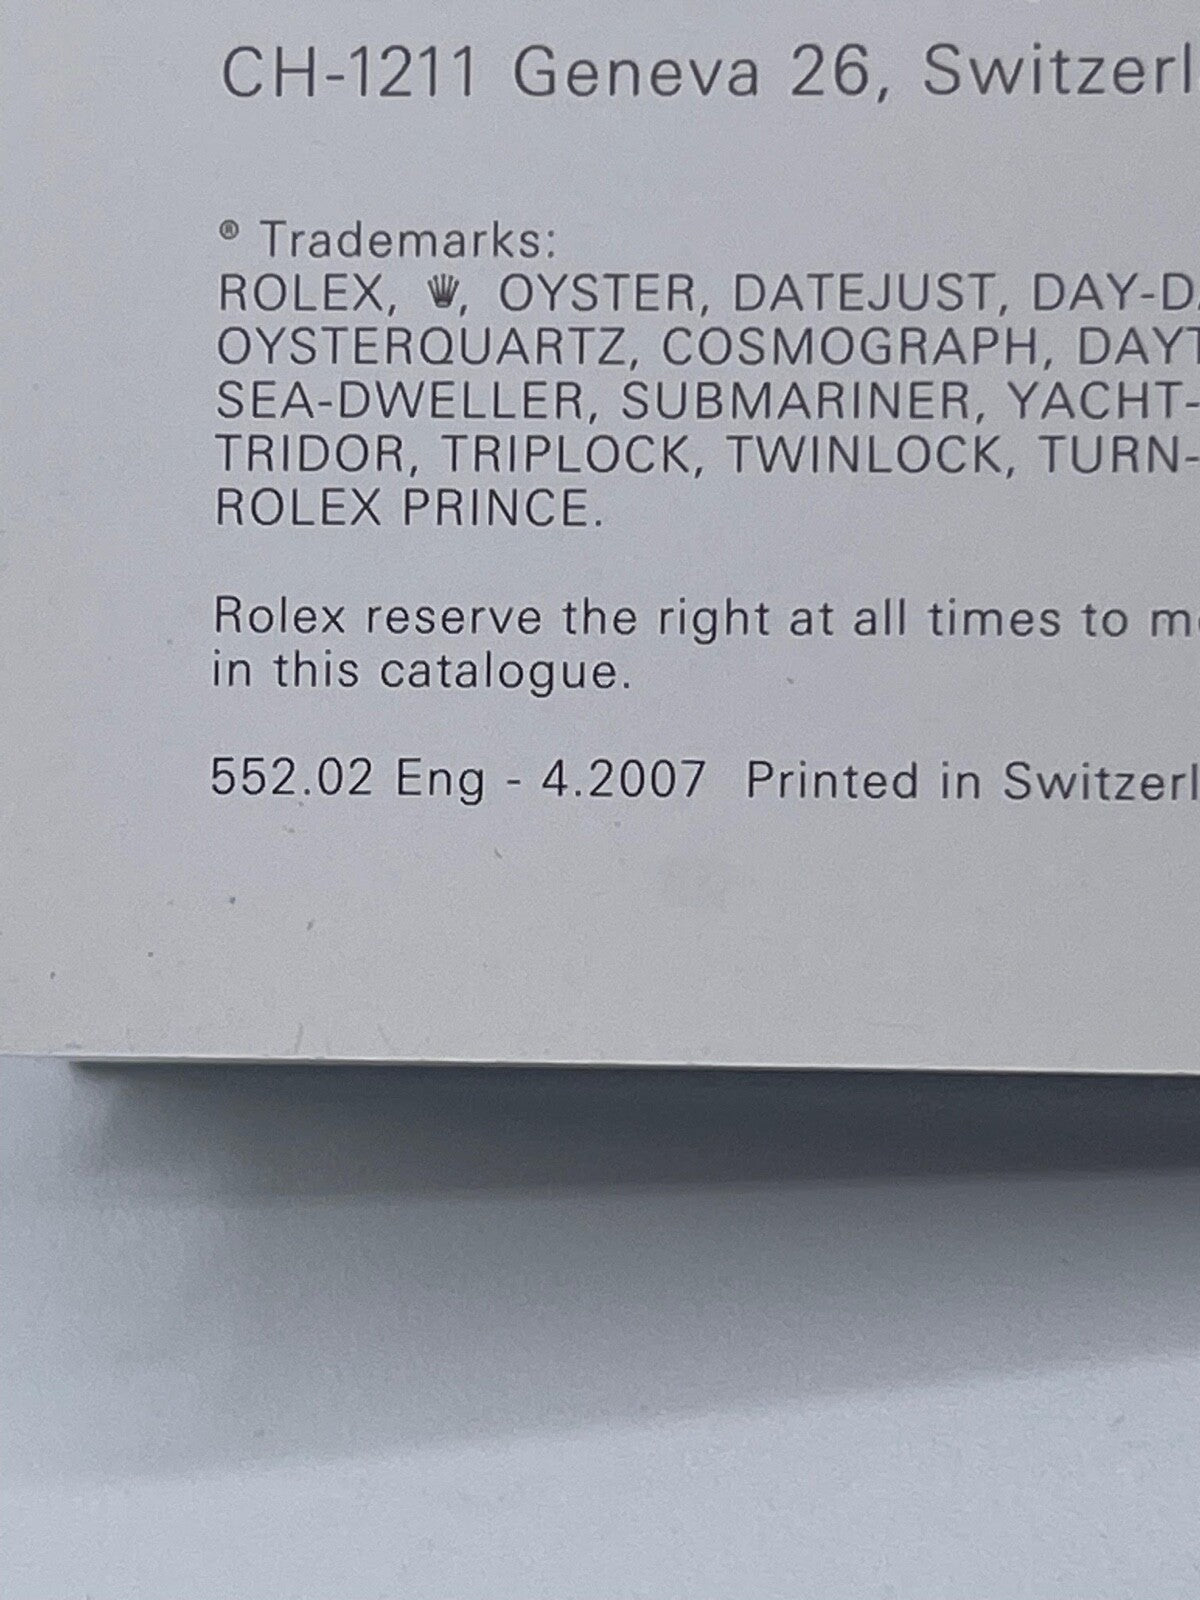 CH-1211 Geneva 26, Switzerl
® Trademarks:
ROLEX, , OYSTER, DATEJUST, DAY-D
OYSTERQUARTZ, COSMOGRAPH, DAYT
SEA-DWELLER, SUBMARINER, YACHT-
TRIDOR, TRIPLOCK, TWINLOCK, TURN-
ROLEX PRINCE.
Rolex reserve the right at all times to m
in this catalogue.
552.02 Eng - 4.2007 Printed in Switzerl